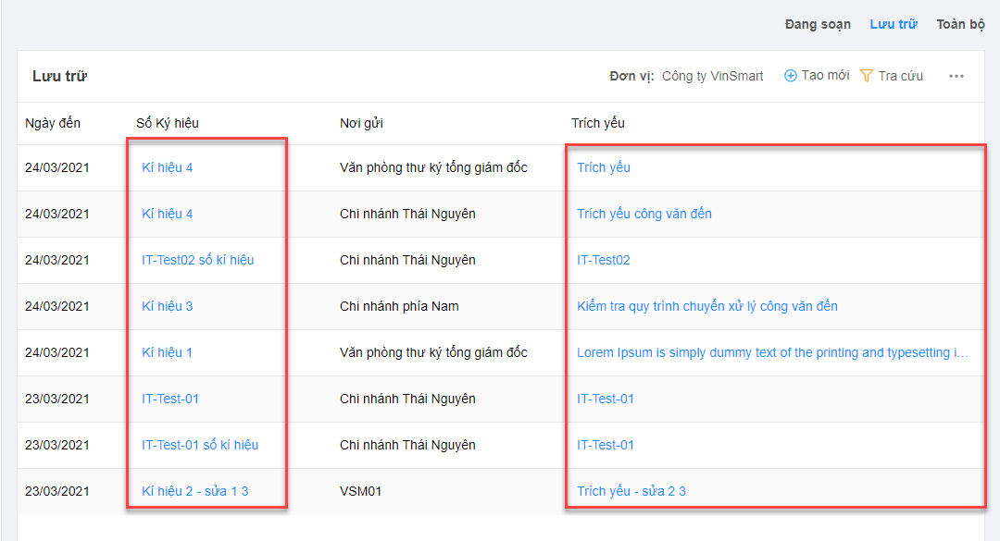 Đang soạn Lưu trữ Toàn bộ
Lưu trữ Đơn vị: Công ty VinSmart Tạo mới Tra cứu ...
Ngày đến Số Ký hiệu Nơi gửi Trích yếu
24/03/2021 Kí hiệu 4 Văn phòng thư ký tổng giám đốc Trích yếu
24/03/2021 Kí hiệu 4 Chi nhánh Thái Nguyên Trích yếu công văn đến
24/03/2021 IT-Test02 số kí hiệu Chi nhánh Thái Nguyên IT-Test02
24/03/2021 Kí hiệu 3 Chi nhánh phía Nam Kiểm tra quy trình chuyển xử lý công văn đến
24/03/2021 Kí hiệu 1 Văn phòng thư ký tổng giám đốc Lorem Ipsum is simply dummy text of the printing and typesetting i...
23/03/2021 IT-Test-01 Chi nhánh Thái Nguyên IT-Test-01
23/03/2021 IT-Test-01 số kí hiệu Chi nhánh Thái Nguyên IT-Test-01
23/03/2021 Kí hiệu 2 - sửa 1 3 VSM01 Trích yếu - sửa 2 3